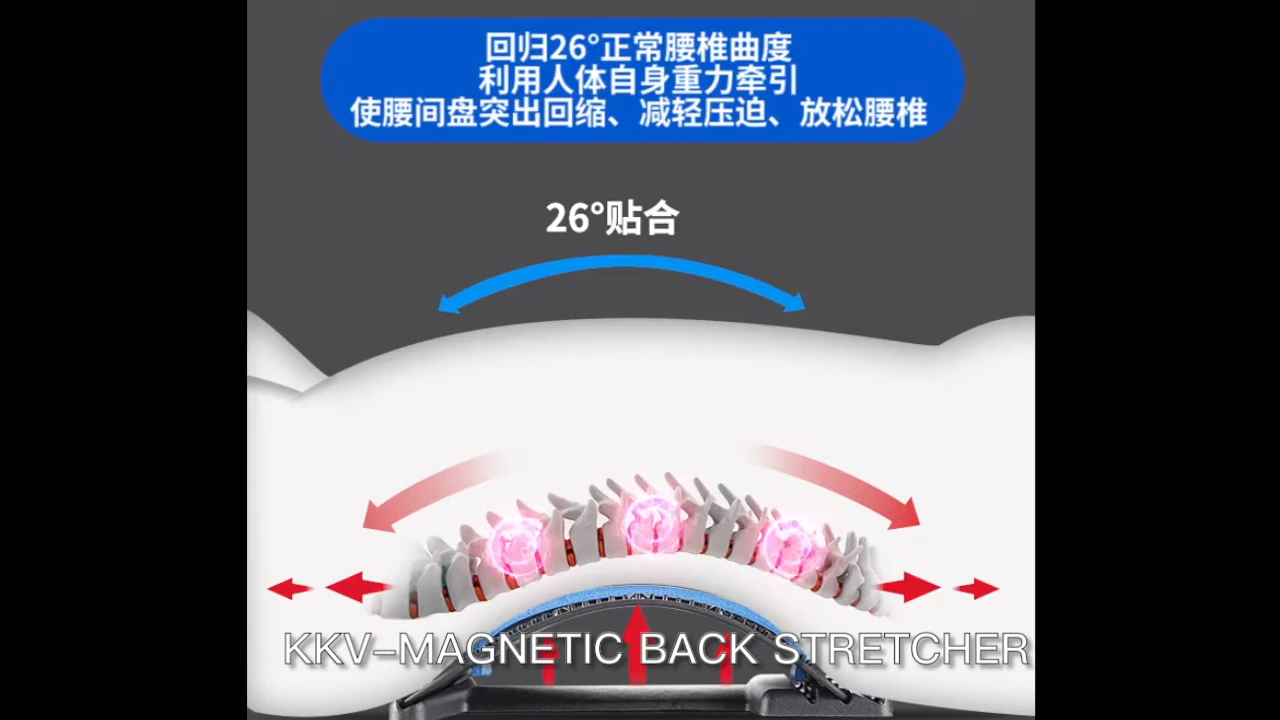 回归26°正常腰椎曲度
利用人体自身重力牵引
使腰间盘突出回缩、减轻压迫、放松腰椎
26°贴合
KKV-MAGNETIC BACK STRETCHER